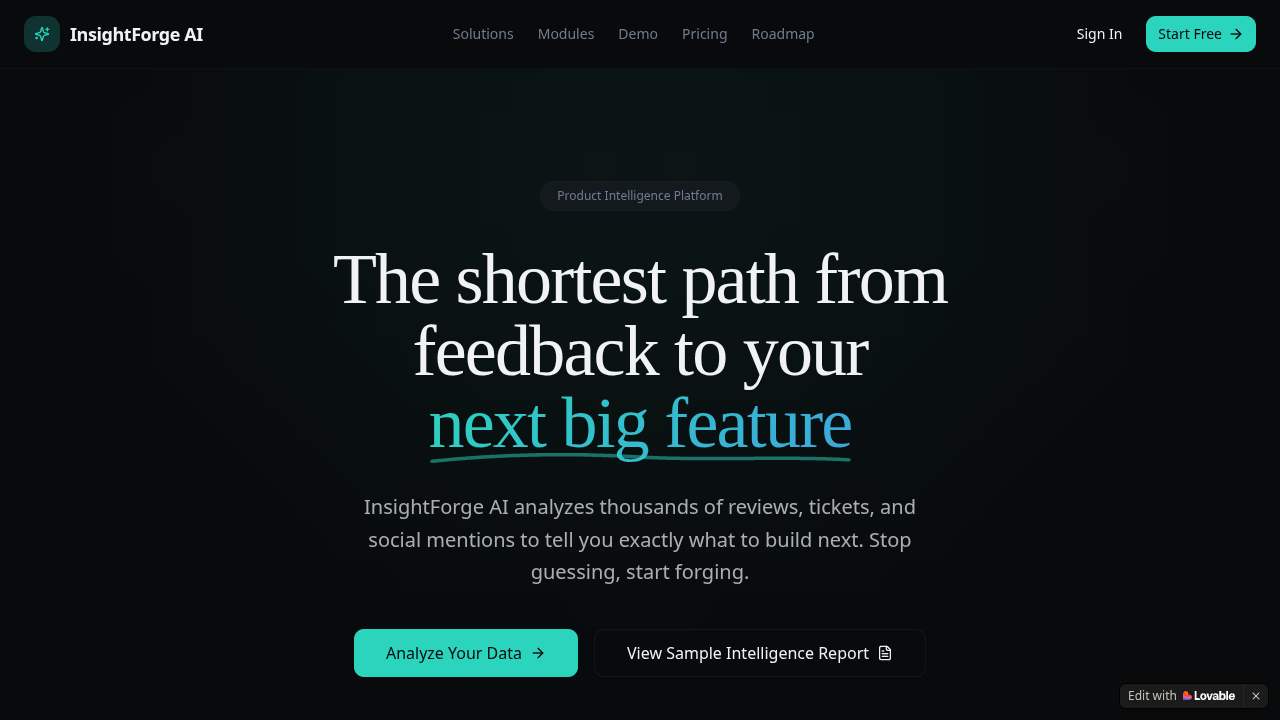 InsightForge AI
Solutions
Modules
Demo
Pricing
Roadmap
Sign In
Start Free
Product Intelligence Platform
The shortest path from
feedback to your
next big feature
InsightForge AI analyzes thousands of reviews, tickets, and
social mentions to tell you exactly what to build next. Stop
guessing, start forging.
Analyze Your Data
View Sample Intelligence Report
Edit with Lovable